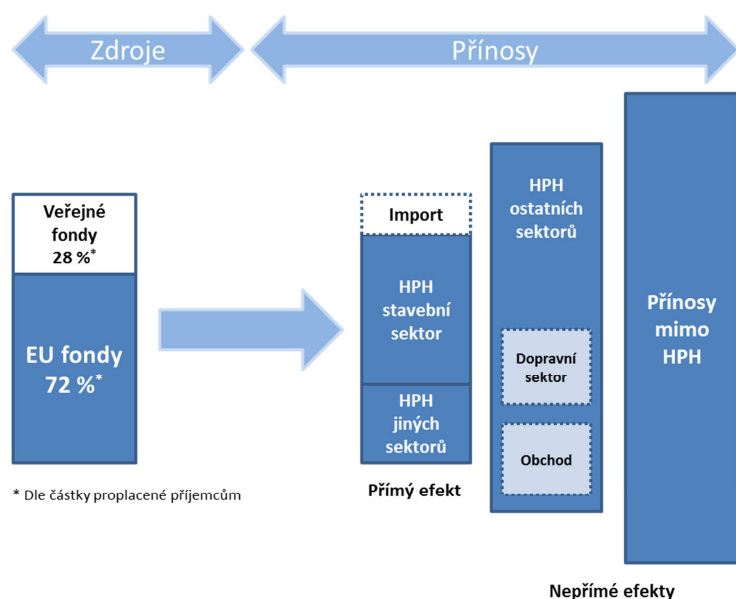 Zdroje
Přínosy
Veřejné
fondy
28 %*
EU fondy
72 %*
* Dle částky proplacené příjemcům
Import
HPH
stavební
sektor
HPH
jiných
sektorů
Přímý efekt
HPH
ostatních
sektorů
Dopravní
sektor
Obchod
Přínosy
mimo
HPH
Nepřímé efekty